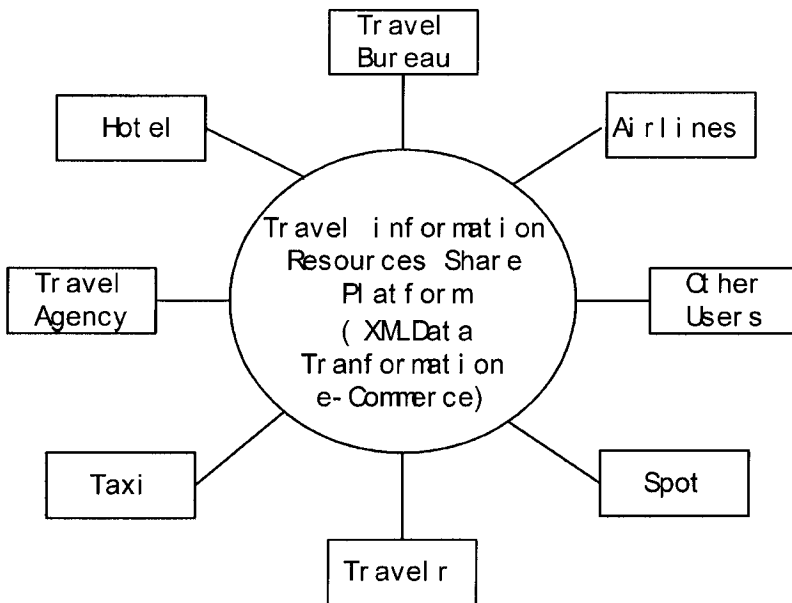 Travel
Bureau
Hotel
Airlines
Travel information
Resources Share
Platform
( XMLData
Tranformation
e-Commerce)
Travel
Agency
Other
Users
Taxi
Spot
Travelr